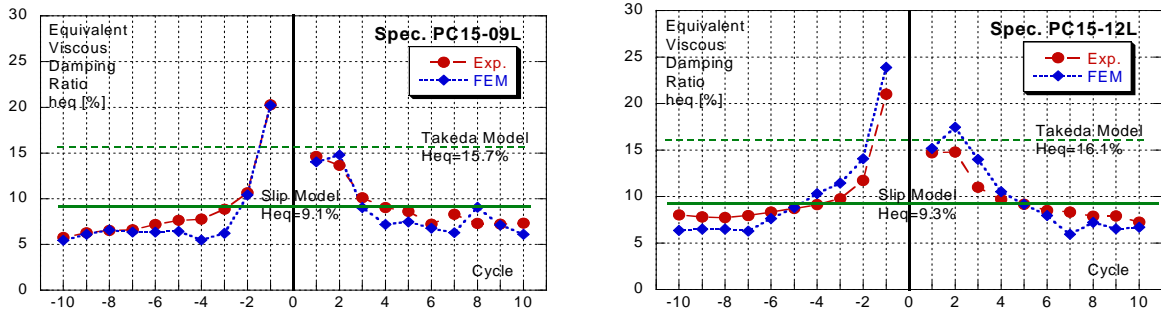 30
25
20
15
10
5
0
Equivalent
Viscous
Damping
Ratio
heq [%]
Spec. PC15-09L
Exp.
FEM
Takeda Model
Heq=15.7%
Slip Model
Heq=9.1%
Cycle
-10 -8 -6 -4 -2 0 2 4 6 8 10
30
25
20
15
10
5
0
Equivalent
Viscous
Damping
Ratio
heq [%]
Spec. PC15-12L
Exp.
FEM
Takeda Model
Heq=16.1%
Slip Model
Heq=9.3%
Cycle
-10 -8 -6 -4 -2 0 2 4 6 8 10